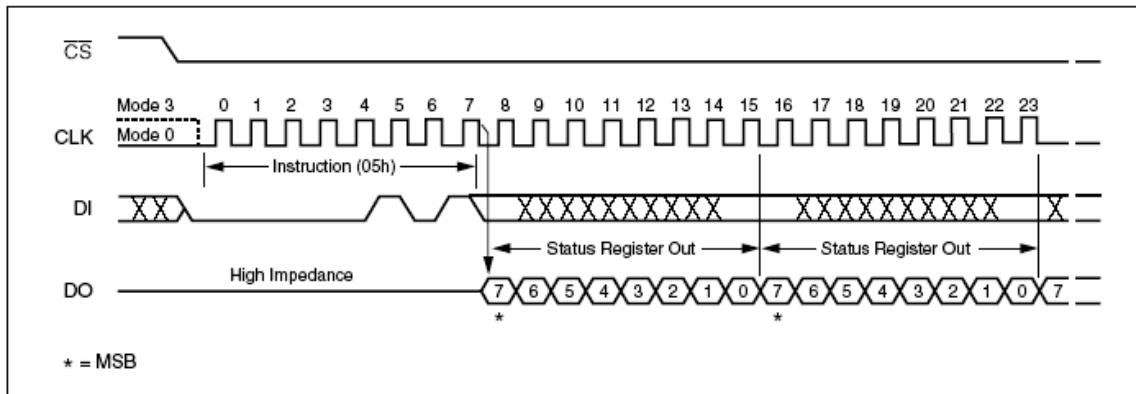 CS
Mode 3 0 1 2 3 4 5 6 7 8 9 10 11 12 13 14 15 16 17 18 19 20 21 22 23
CLK Mode 0
Instruction (05h)
DI
Status Register Out Status Register Out
High Impedance
DO 7 6 5 4 3 2 1 0 7 6 5 4 3 2 1 0 7
* *
* = MSB